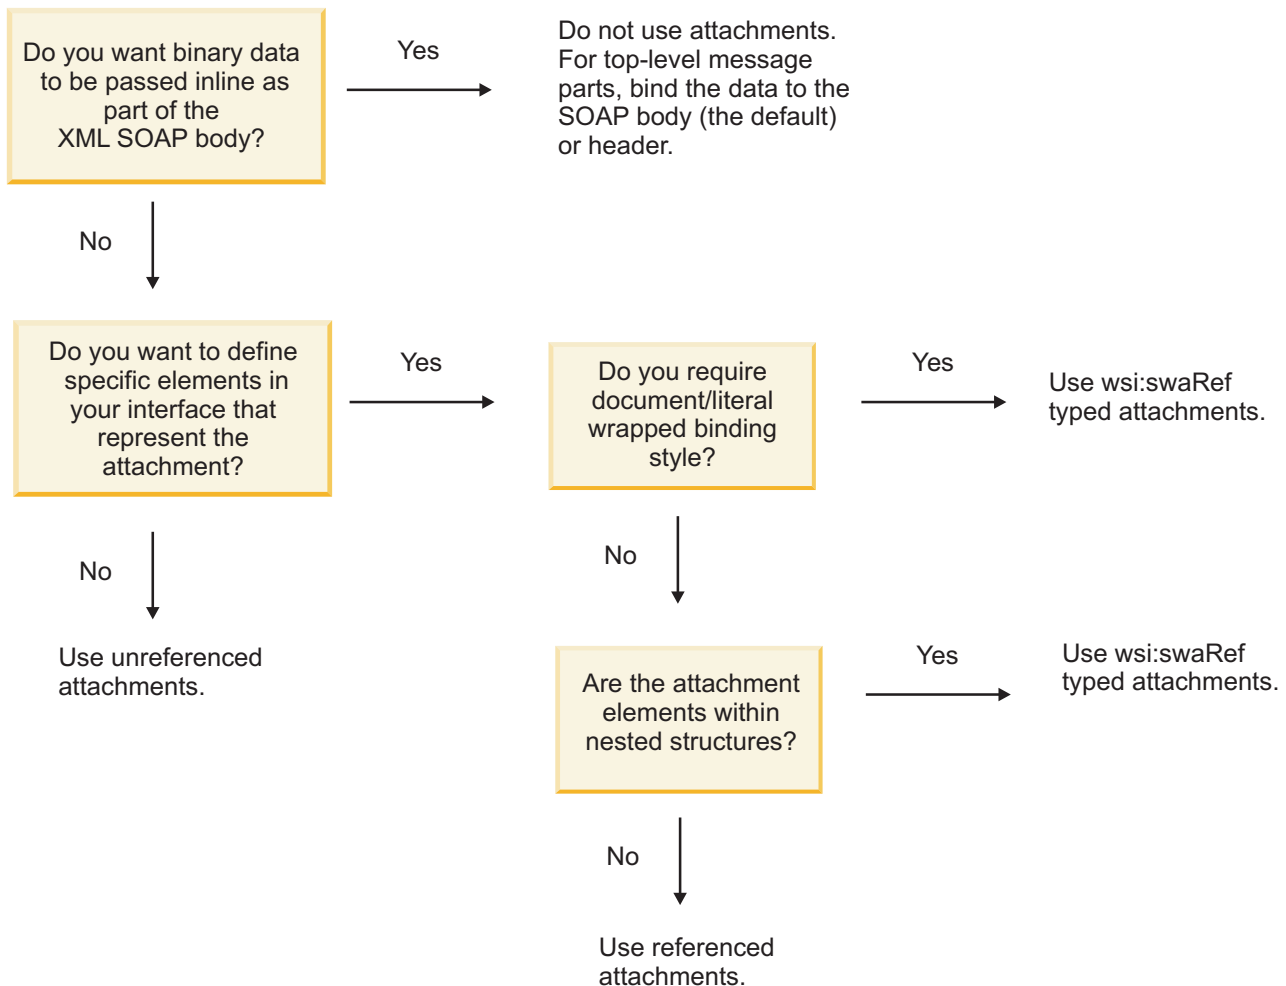 Do you want binary data
to be passed inline as
part of the
XML SOAP body?
Yes
Do not use attachments.
For top-level message
parts, bind the data to the
SOAP body (the default)
or header.
No
Do you want to define
specific elements in
your interface that
represent the
attachment?
Yes
Do you require
document/literal
wrapped binding
style?
Yes
Use wsi:swaRef
typed attachments.
No
Use unreferenced
attachments.
No
Are the attachment
elements within
nested structures?
Yes
Use wsi:swaRef
typed attachments.
No
Use referenced
attachments.